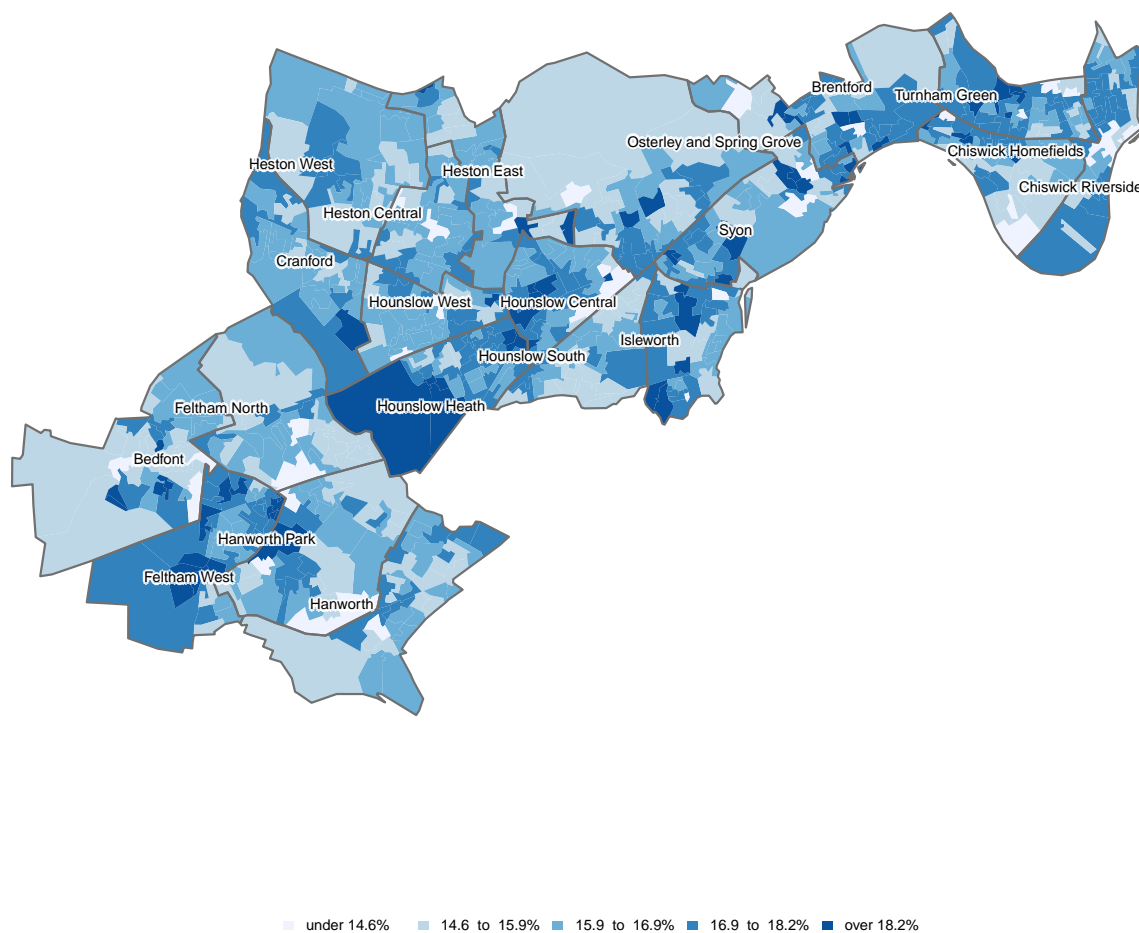 Brentford
Turnham Green
Osterley and Spring Grove
Chiswick Homefields
Heston West
Heston East
Chiswick Riverside
Heston Central
Syon
Cranford
Hounslow West
Hounslow Central
Isleworth
Hounslow South
Feltham North
Hounslow Heath
Bedfont
Hanworth Park
Feltham West
Hanworth
under 14.6%
14.6 to 15.9%
15.9 to 16.9%
16.9 to 18.2%
over 18.2%